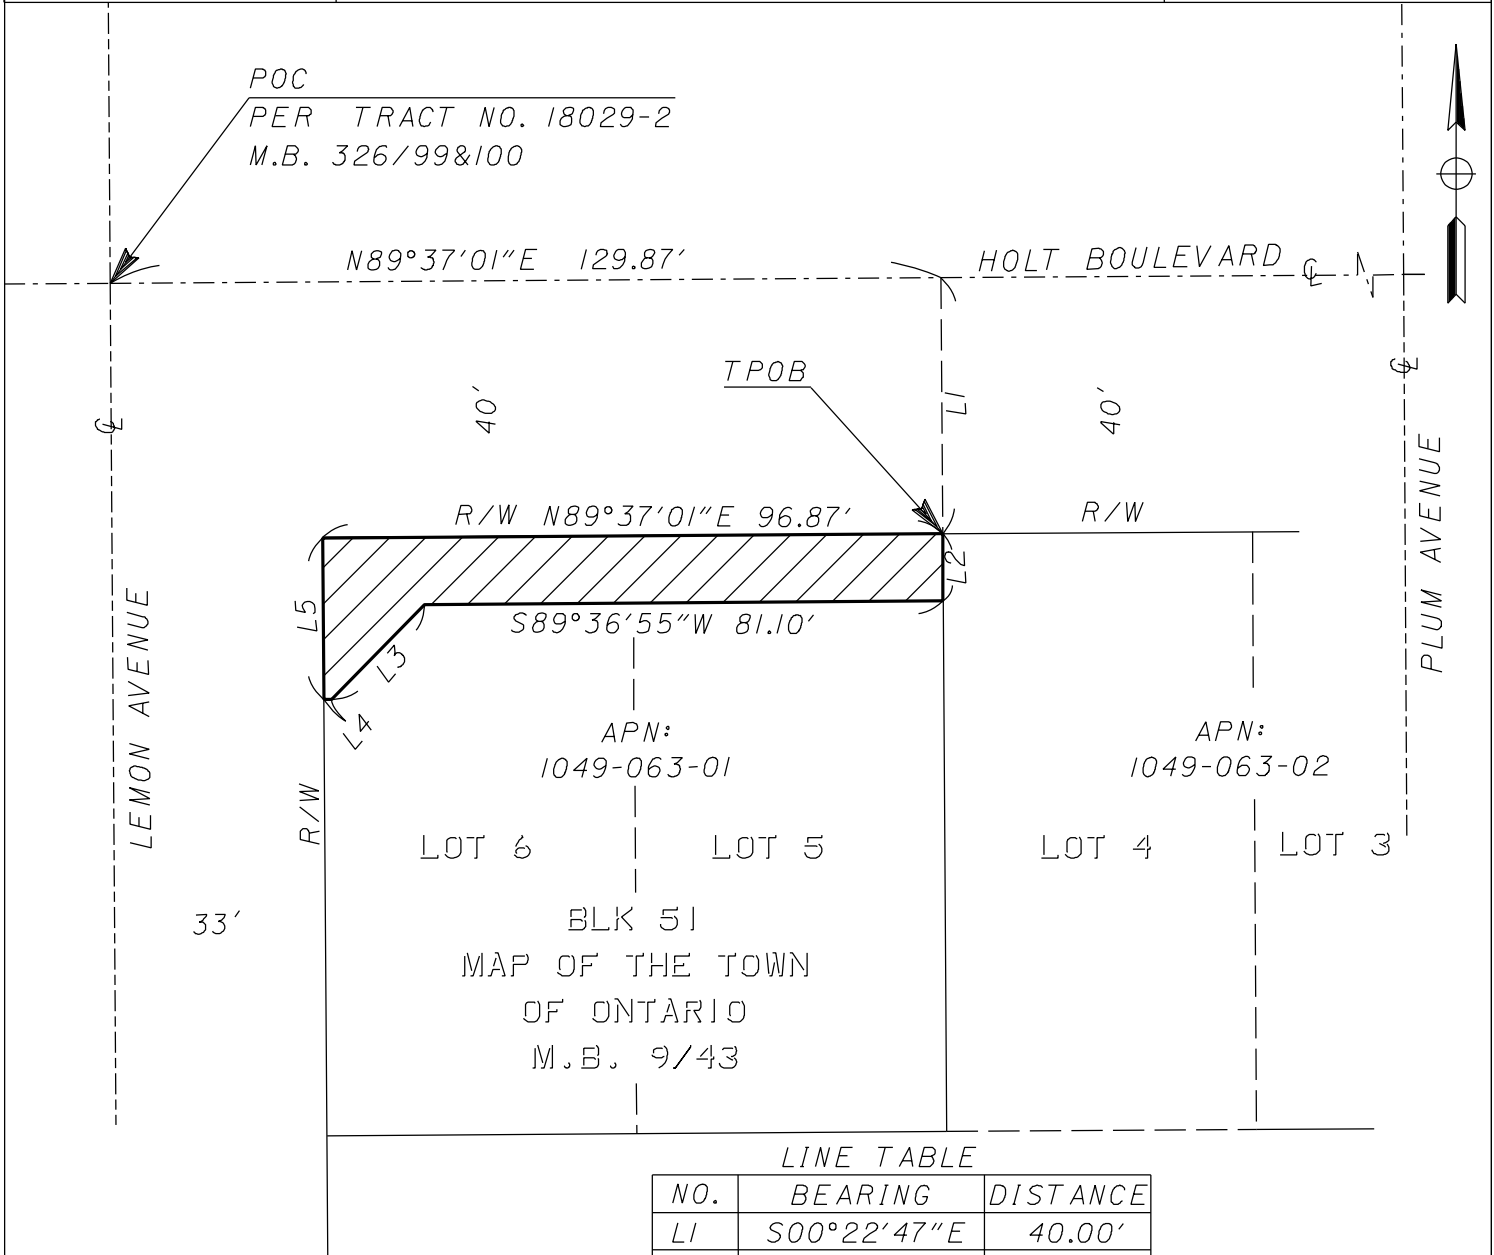 POC
PER TRACT NO. 18029-2
M.B. 326/99&100
N89°37'01"E 129.87'
HOLT BOULEVARD ℄
N
℄
℄
TPOB
40'
L1
40'
R/W N89°37'01"E 96.87'
R/W
PLUM AVENUE
L2
L5
S89°36'55"W 81.10'
L3
L4
LEMON AVENUE
R/W
APN:
1049-063-01
APN:
1049-063-02
LOT 6
LOT 5
LOT 4
LOT 3
33'
BLK 51
MAP OF THE TOWN
OF ONTARIO
M.B. 9/43
LINE TABLE
NO. BEARING DISTANCE
L1 S00°22'47"E 40.00'